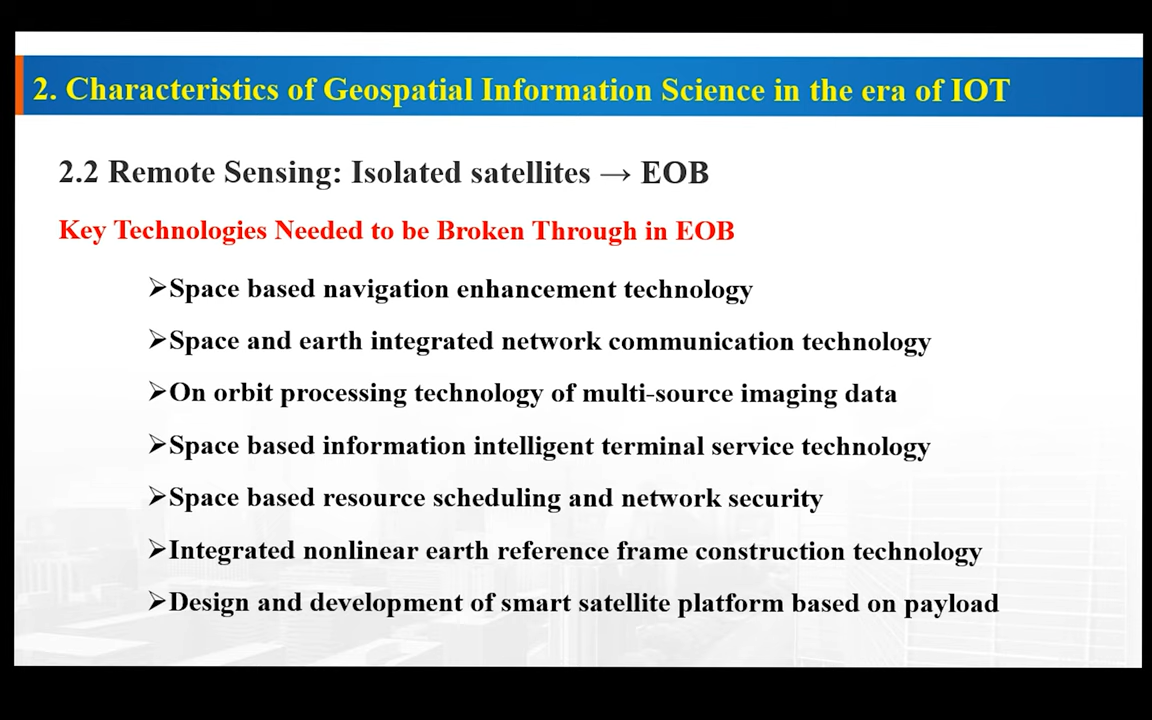 2. Characteristics of Geospatial Information Science in the era of IOT
2.2 Remote Sensing: Isolated satellites → EOB
Key Technologies Needed to be Broken Through in EOB
➢Space based navigation enhancement technology
➢Space and earth integrated network communication technology
➢On orbit processing technology of multi-source imaging data
➢Space based information intelligent terminal service technology
➢Space based resource scheduling and network security
➢Integrated nonlinear earth reference frame construction technology
➢Design and development of smart satellite platform based on payload